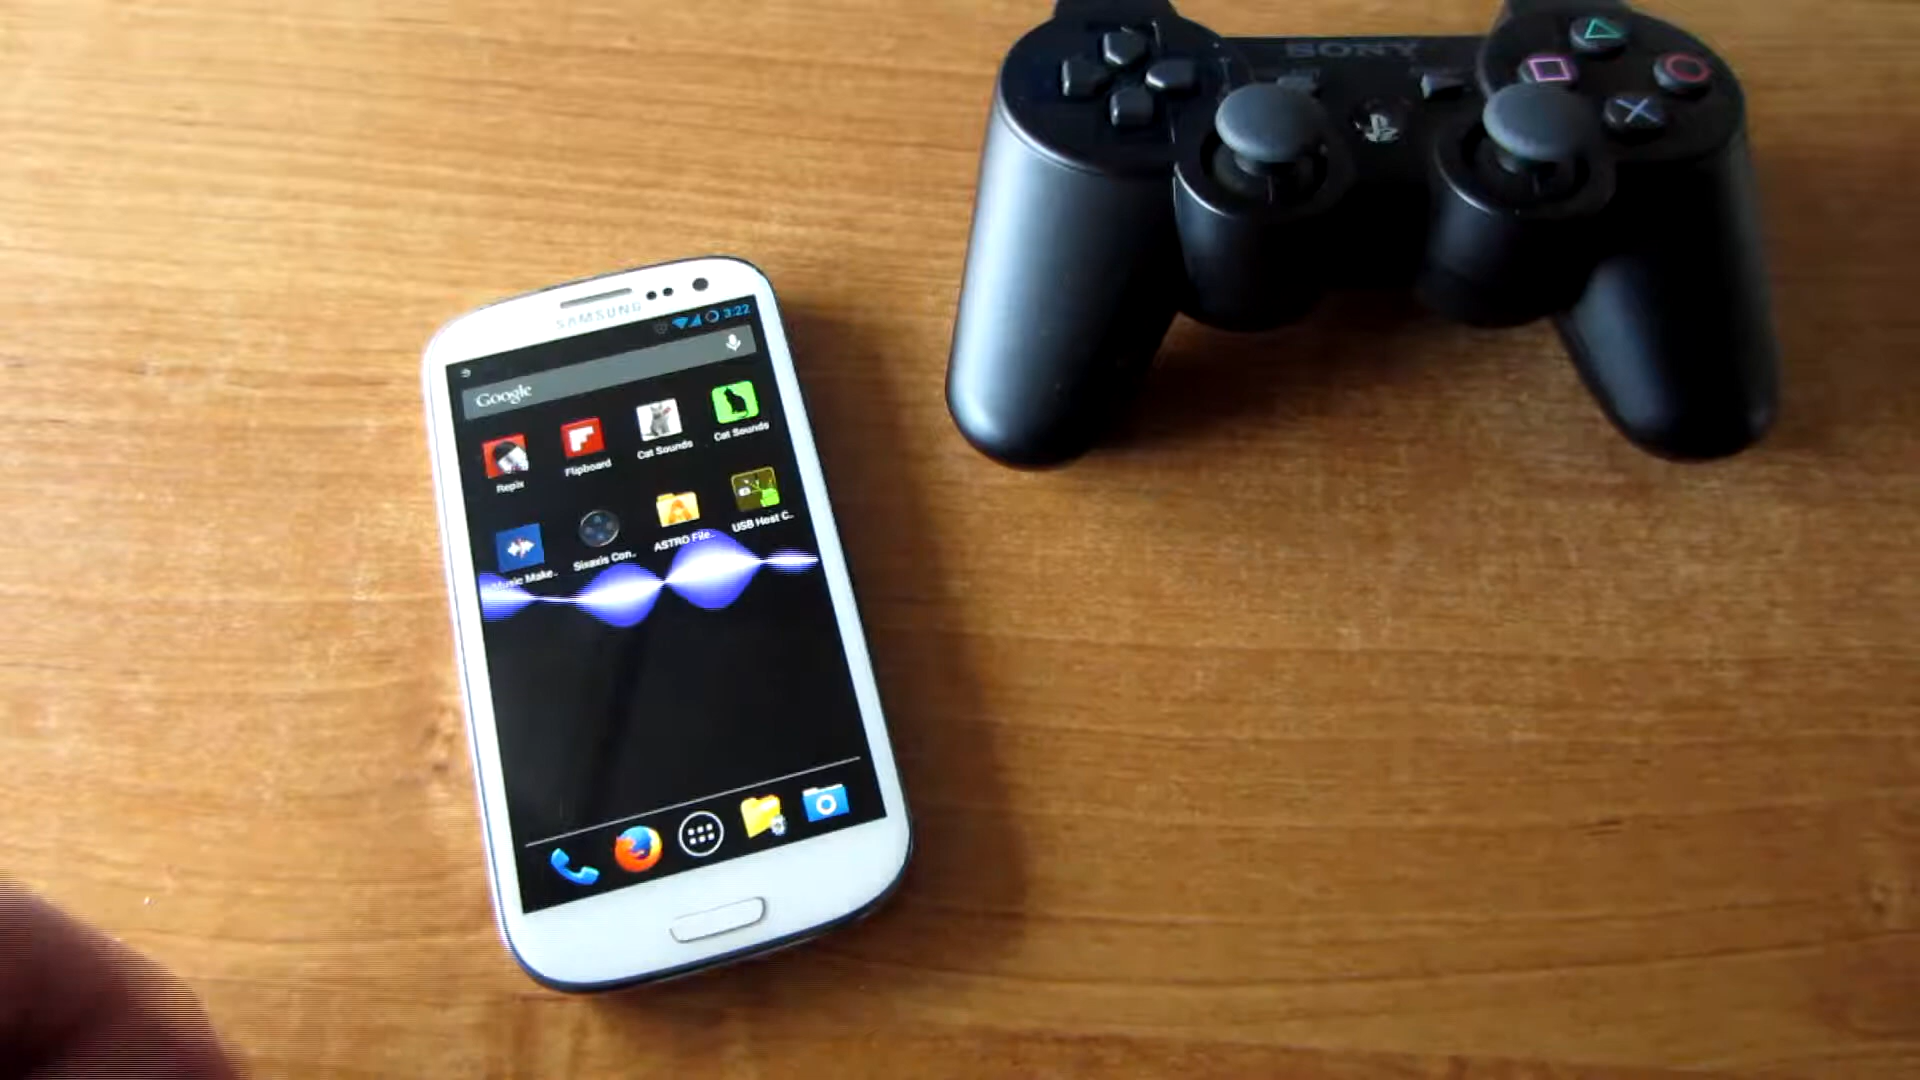 SONY
SAMSUNG
3:22
Google
Repix
Flipboard
Cat Sounds
Cat Sounds
Music Make..
Sixaxis Con..
ASTRO File..
USB Host C..